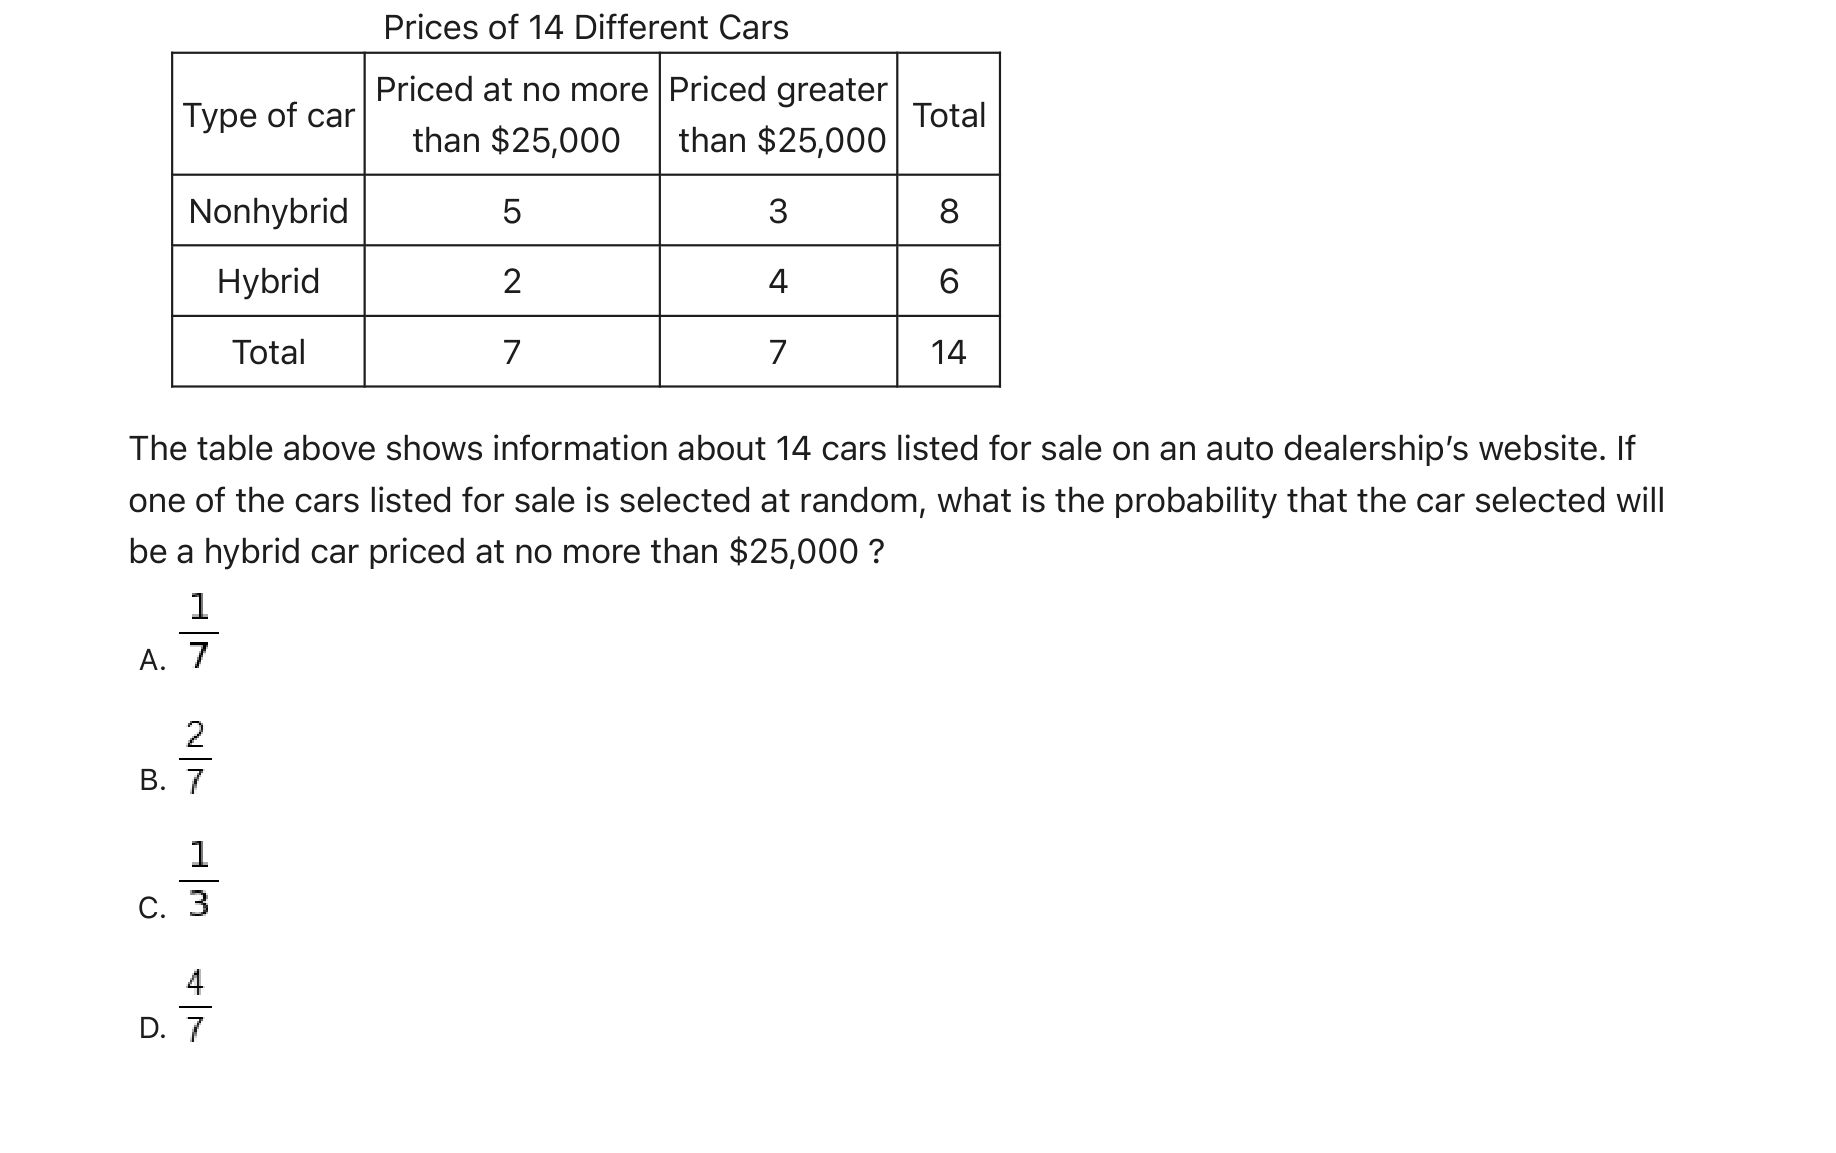 Prices of 14 Different Cars
Type of car Priced at no more than $25,000 Priced greater than $25,000 Total
Nonhybrid 5 3 8
Hybrid 2 4 6
Total 7 7 14
The table above shows information about 14 cars listed for sale on an auto dealership’s website. If
one of the cars listed for sale is selected at random, what is the probability that the car selected will
be a hybrid car priced at no more than $25,000 ?
A. 1/7
B. 2/7
C. 1/3
D. 4/7